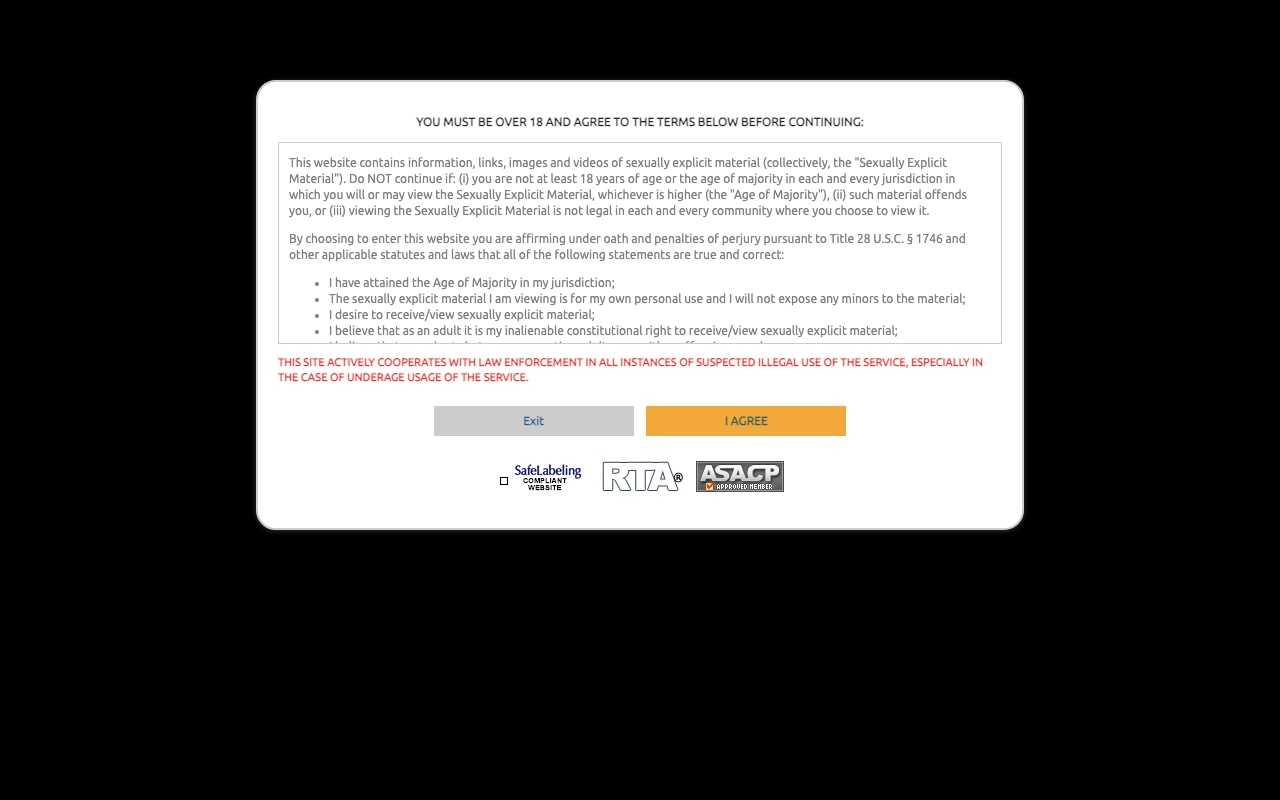 YOU MUST BE OVER 18 AND AGREE TO THE TERMS BELOW BEFORE CONTINUING:
This website contains information, links, images and videos of sexually explicit material (collectively, the "Sexually Explicit
Material"). Do NOT continue if: (i) you are not at least 18 years of age or the age of majority in each and every jurisdiction in
which you will or may view the Sexually Explicit Material, whichever is higher (the "Age of Majority"), (ii) such material offends
you, or (iii) viewing the Sexually Explicit Material is not legal in each and every community where you choose to view it.
By choosing to enter this website you are affirming under oath and penalties of perjury pursuant to Title 28 U.S.C. § 1746 and
other applicable statutes and laws that all of the following statements are true and correct:
• I have attained the Age of Majority in my jurisdiction;
• The sexually explicit material I am viewing is for my own personal use and I will not expose any minors to the material;
• I desire to receive/view sexually explicit material;
• I believe that as an adult it is my inalienable constitutional right to receive/view sexually explicit material;
THIS SITE ACTIVELY COOPERATES WITH LAW ENFORCEMENT IN ALL INSTANCES OF SUSPECTED ILLEGAL USE OF THE SERVICE, ESPECIALLY IN
THE CASE OF UNDERAGE USAGE OF THE SERVICE.
Exit
I AGREE
SafeLabeling
COMPLIANT
WEBSITE
RTA®
ASACP
APPROVED MEMBER